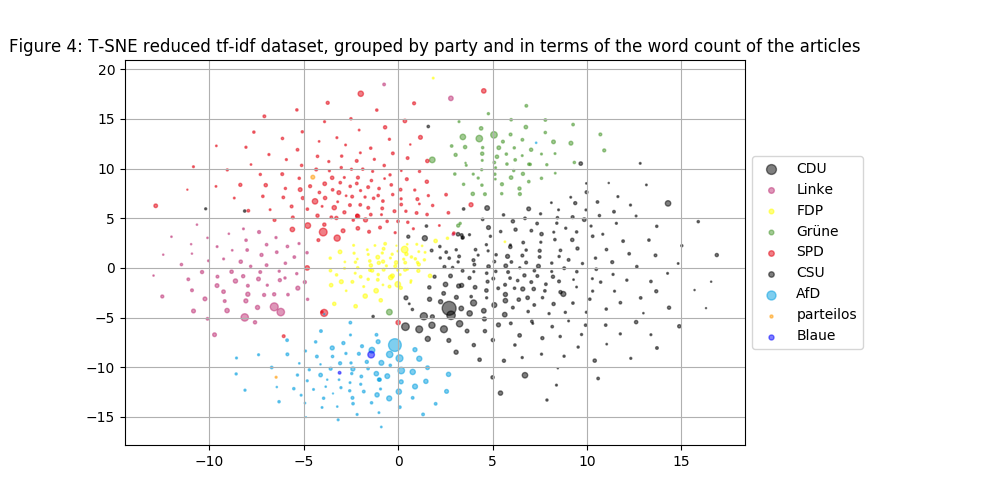 Figure 4: T-SNE reduced tf-idf dataset, grouped by party and in terms of the word count of the articles
20
15
10
5
0
−5
−10
−15
−10
−5
0
5
10
15
CDU
Linke
FDP
Grüne
SPD
CSU
AfD
parteilos
Blaue